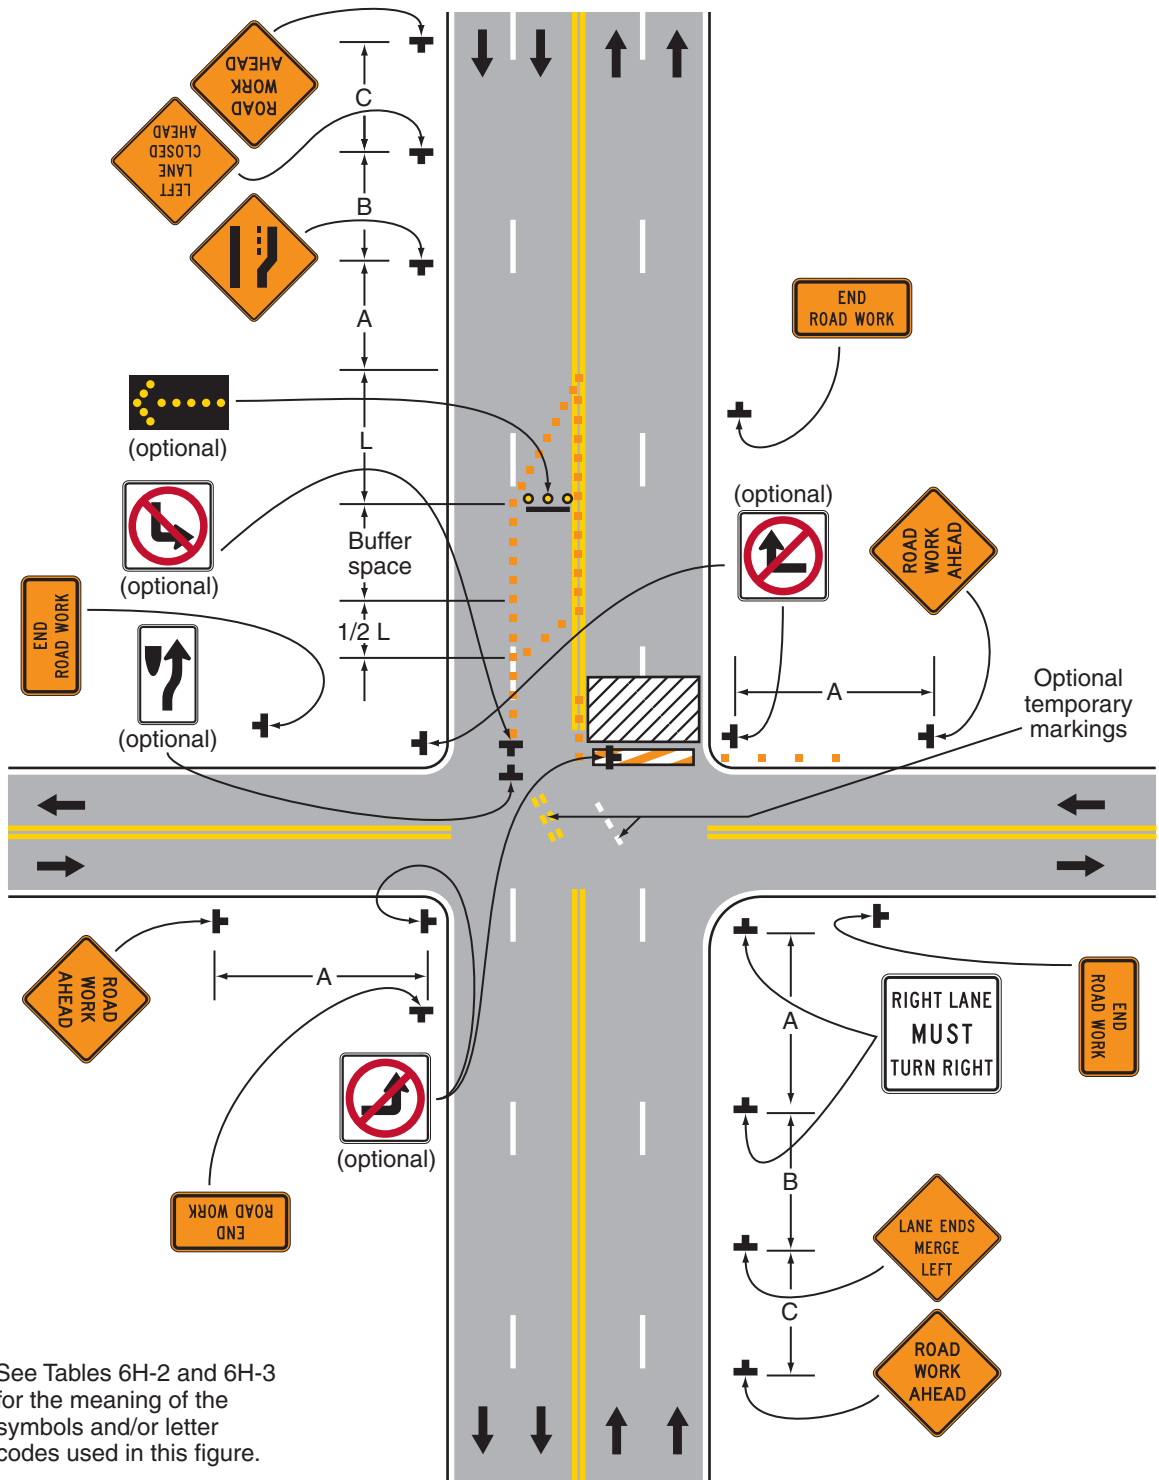 ROAD
WORK
AHEAD
C
LEFT
LANE
CLOSED
AHEAD
B
A
END
ROAD WORK
L
(optional)
(optional)
ROAD
WORK
AHEAD
Buffer
space
(optional)
1/2 L
END
ROAD WORK
A
Optional
temporary
markings
(optional)
ROAD
WORK
AHEAD
A
RIGHT LANE
MUST
TURN RIGHT
A
END
ROAD WORK
(optional)
B
END
ROAD WORK
LANE ENDS
MERGE
LEFT
C
ROAD
WORK
AHEAD
See Tables 6H-2 and 6H-3
for the meaning of the
symbols and/or letter
codes used in this figure.